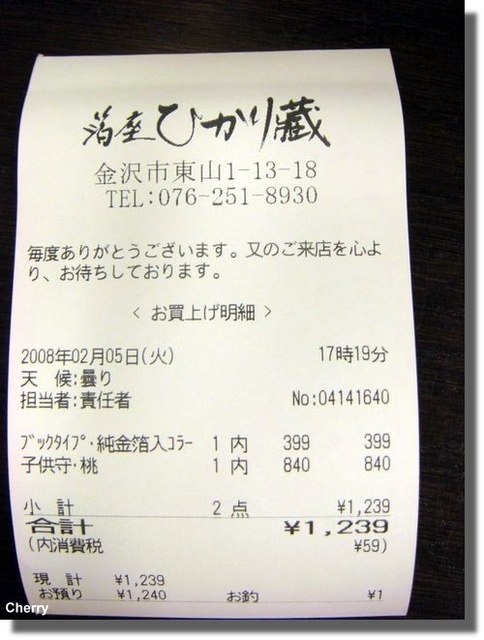 箔座ひかり藏
金沢市東山1-13-18
TEL:076-251-8930
毎度ありがとうございます。又のご来店を心よ
り、お待ちしております。
< お買上げ明細 >
2008年02月05日(火) 17時19分
天 候:曇り
担当者:責任者 No:04141640
ﾌﾞｯｸﾀｲﾌﾟ・純金箔入ｺﾗｰ 1 内 399 399
子供守・桃 1 内 840 840
小 計 2 点 ¥1,239
合計 ¥1,239
(内消費税 ¥59)
現 計 ¥1,239
お預り ¥1,240 お釣 ¥1
Cherry